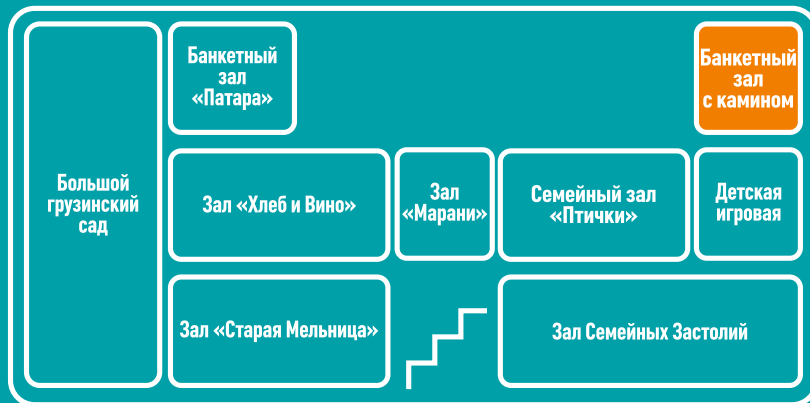 Банкетный
зал
«Патара»
Банкетный
зал
с камином
Большой
грузинский
сад
Зал «Хлеб и Вино»
Зал
«Марани»
Семейный зал
«Птички»
Детская
игровая
Зал «Старая Мельница»
Зал Семейных Застолий